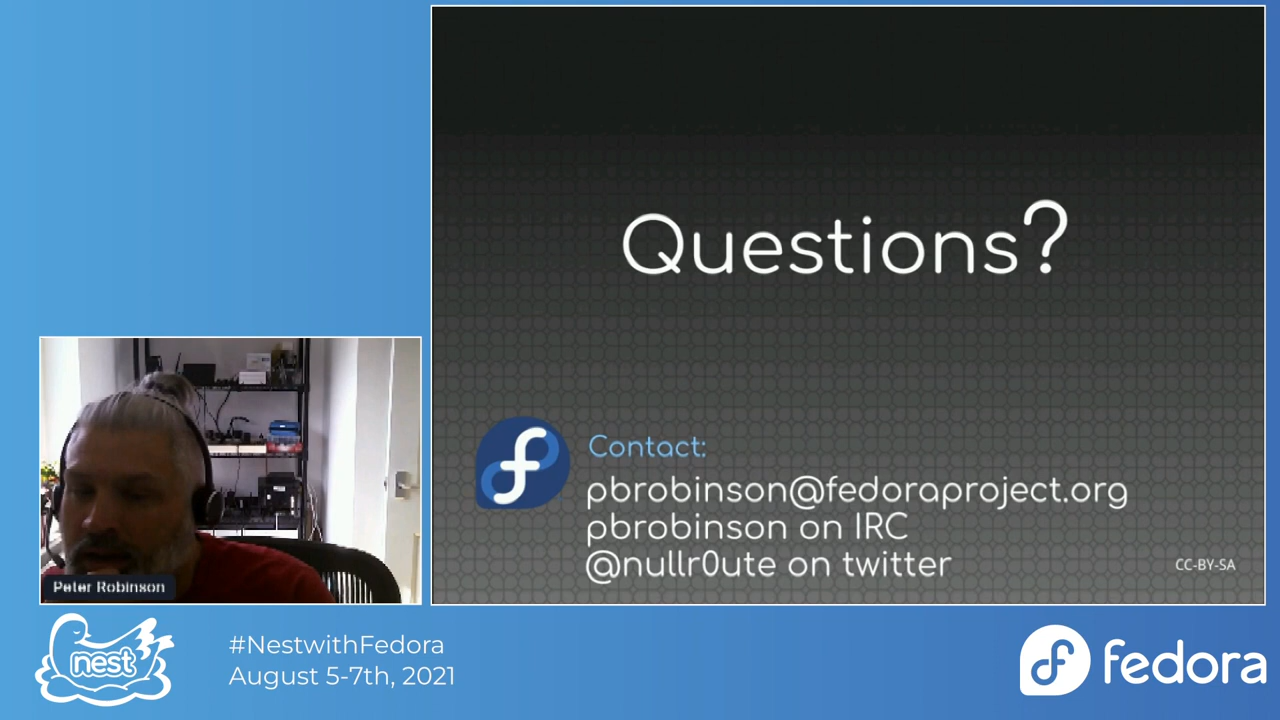 Questions?
Contact:
pbrobinson@fedoraproject.org
pbrobinson on IRC
@nullr0ute on twitter
CC-BY-SA
Peter Robinson
nest
#NestwithFedora
August 5-7th, 2021
fedora